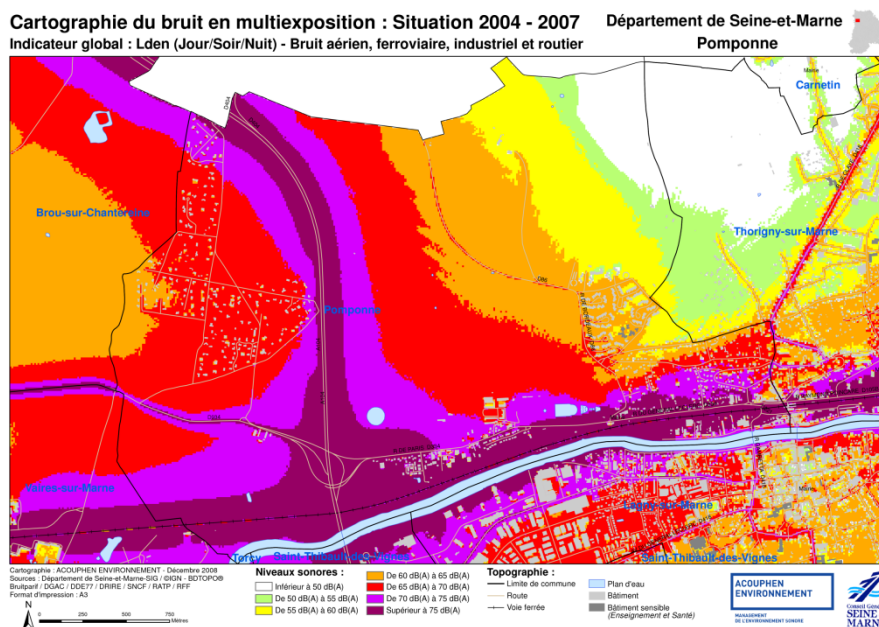 Cartographie du bruit en multiexposition : Situation 2004 - 2007
Département de Seine-et-Marne
Indicateur global : Lden (Jour/Soir/Nuit) - Bruit aérien, ferroviaire, industriel et routier
Pomponne
Carnetin
Brou-sur-Chantereine
Thorigny-sur-Marne
Pomponne
Vaires-sur-Marne
Lagny-sur-Marne
Torcy
Saint-Thibault-des-Vignes
Saint-Thibault-des-Vignes
Cartographie : ACOUPHEN ENVIRONNEMENT - Décembre 2008
Sources : Département de Seine-et-Marne-SIG / ©IGN - BDTOPO®
Bruitparif / DGAC / DDE77 / DRIRE / SNCF / RATP / RFF
Format d'impression : A3
N
0
250
500
750
Mètres
Niveaux sonores :
Inférieur à 50 dB(A)
De 50 dB(A) à 55 dB(A)
De 55 dB(A) à 60 dB(A)
De 60 dB(A) à 65 dB(A)
De 65 dB(A) à 70 dB(A)
De 70 dB(A) à 75 dB(A)
Supérieur à 75 dB(A)
Topographie :
Limite de commune
Route
Voie ferrée
Plan d'eau
Bâtiment
Bâtiment sensible
(Enseignement et Santé)
ACOUPHEN
ENVIRONNEMENT
MANAGEMENT
DE L'ENVIRONNEMENT SONORE
Conseil Général
SEINE
MARNE